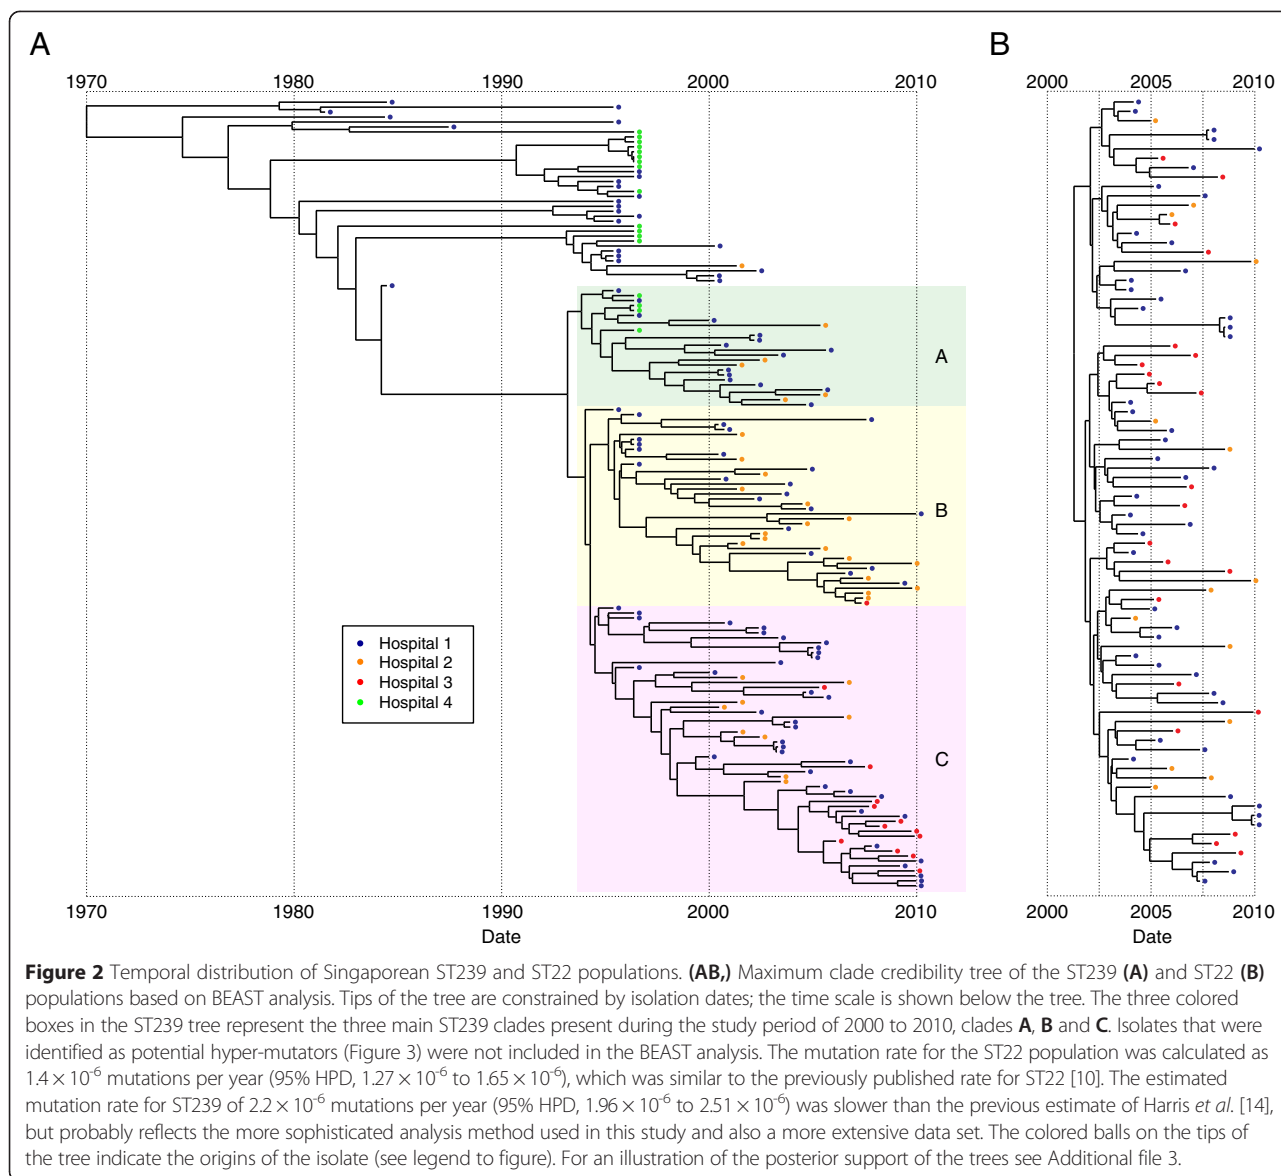 A
B
1970 1980 1990 2000 2010
2000 2005 2010
A
B
C
Hospital 1
Hospital 2
Hospital 3
Hospital 4
1970 1980 1990 2000 2010
2000 2005 2010
Date
Date
Figure 2 Temporal distribution of Singaporean ST239 and ST22 populations. (AB,) Maximum clade credibility tree of the ST239 (A) and ST22 (B)
populations based on BEAST analysis. Tips of the tree are constrained by isolation dates; the time scale is shown below the tree. The three colored
boxes in the ST239 tree represent the three main ST239 clades present during the study period of 2000 to 2010, clades A, B and C. Isolates that were
identified as potential hyper-mutators (Figure 3) were not included in the BEAST analysis. The mutation rate for the ST22 population was calculated as
1.4 × 10⁻⁶ mutations per year (95% HPD, 1.27 × 10⁻⁶ to 1.65 × 10⁻⁶), which was similar to the previously published rate for ST22 [10]. The estimated
mutation rate for ST239 of 2.2 × 10⁻⁶ mutations per year (95% HPD, 1.96 × 10⁻⁶ to 2.51 × 10⁻⁶) was slower than the previous estimate of Harris et al. [14],
but probably reflects the more sophisticated analysis method used in this study and also a more extensive data set. The colored balls on the tips of
the tree indicate the origins of the isolate (see legend to figure). For an illustration of the posterior support of the trees see Additional file 3.